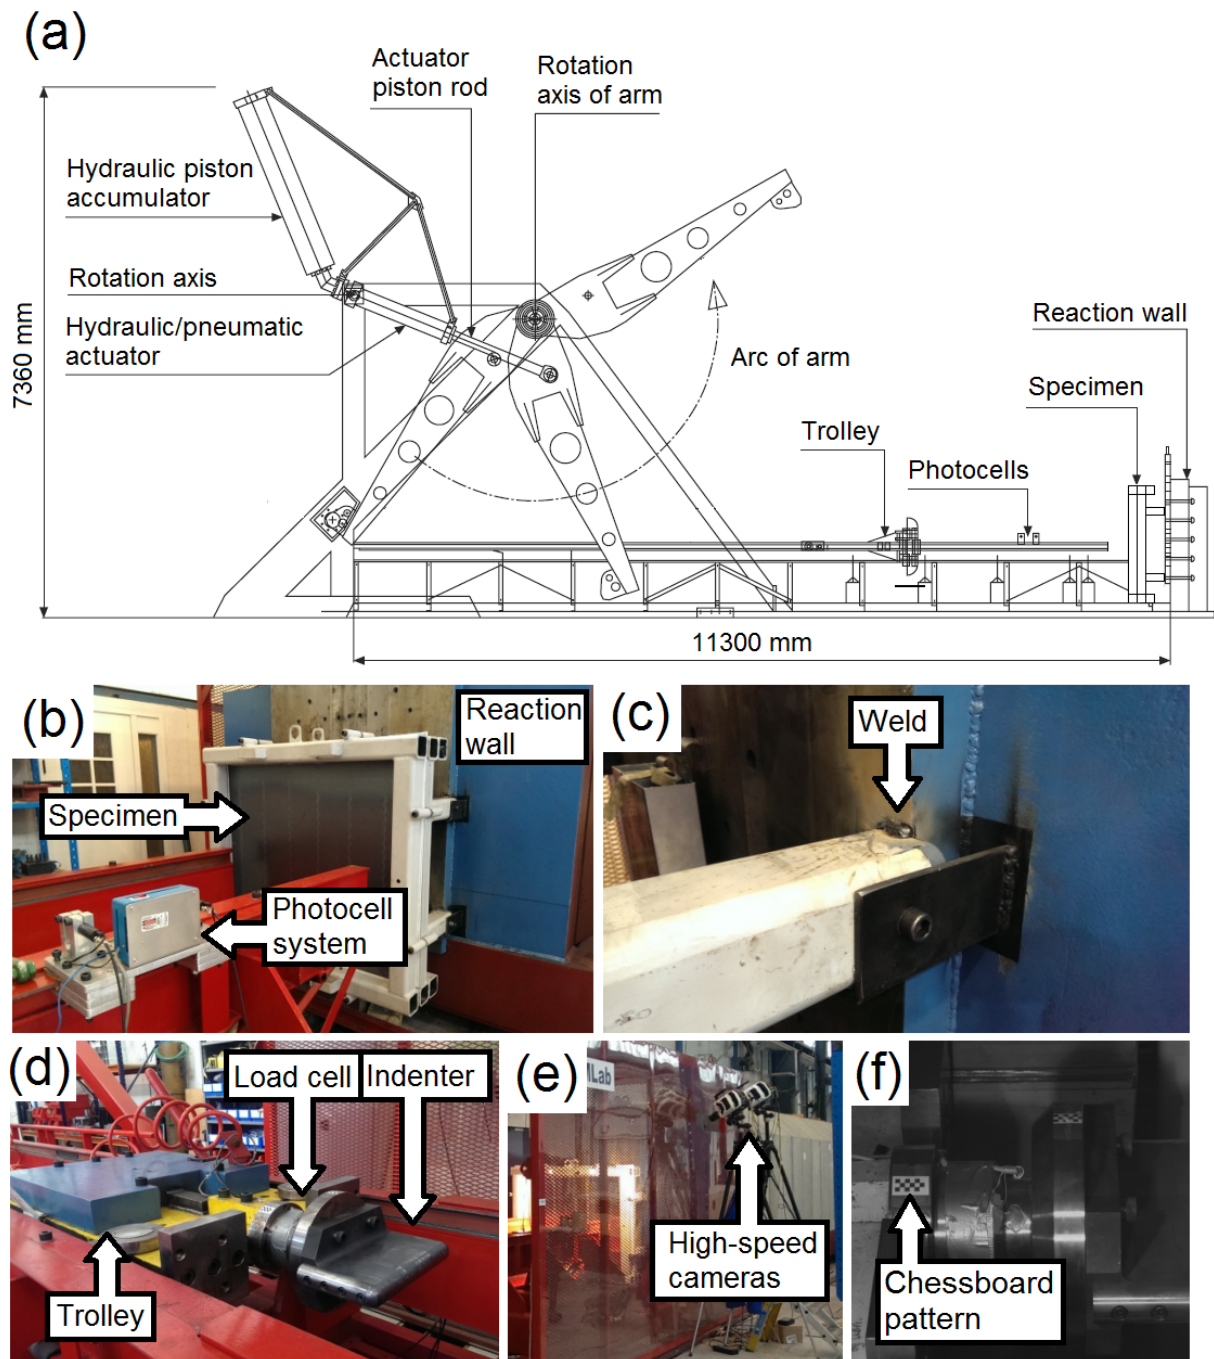 (a)
Actuator
piston rod
Rotation
axis of arm
Hydraulic piston
accumulator
Rotation axis
Hydraulic/pneumatic
actuator
7360 mm
Arc of arm
Reaction wall
Specimen
Trolley
Photocells
11300 mm
(b)
Reaction
wall
Specimen
Photocell
system
(c)
Weld
(d)
Load cell
Indenter
Trolley
(e)
Lab
High-speed
cameras
(f)
Chessboard
pattern